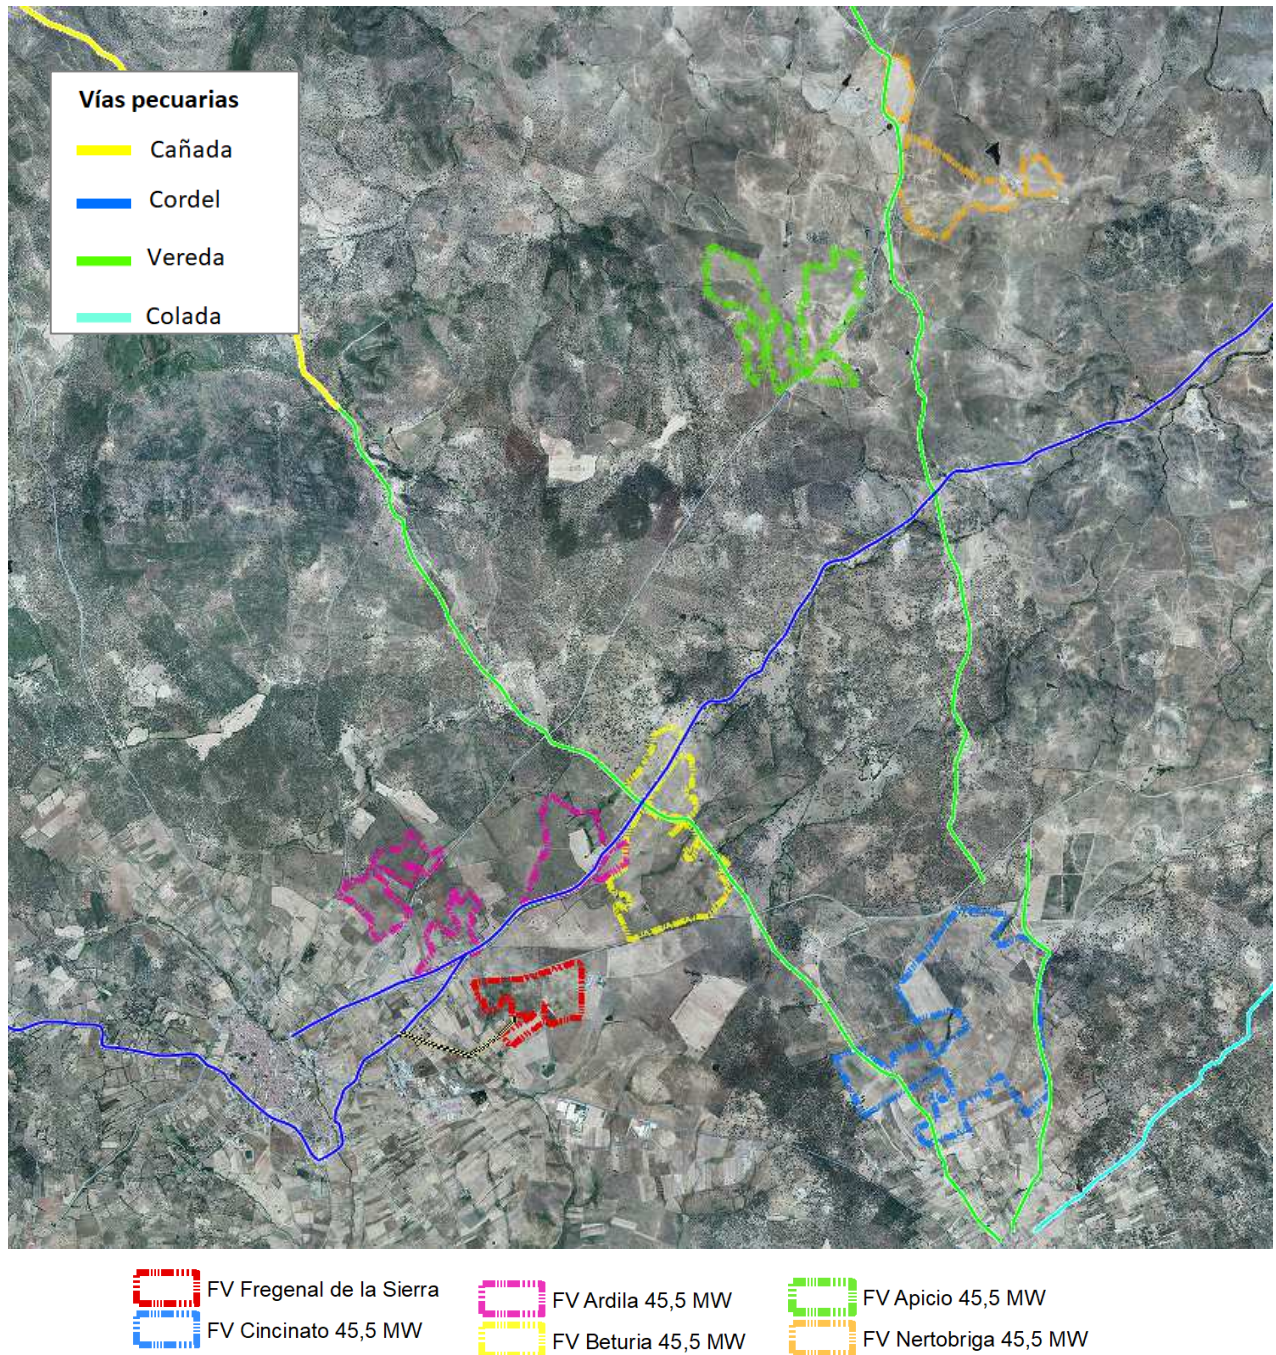 Vías pecuarias
Cañada
Cordel
Vereda
Colada
FV Fregenal de la Sierra
FV Cincinato 45,5 MW
FV Ardila 45,5 MW
FV Beturia 45,5 MW
FV Apicio 45,5 MW
FV Nertobriga 45,5 MW